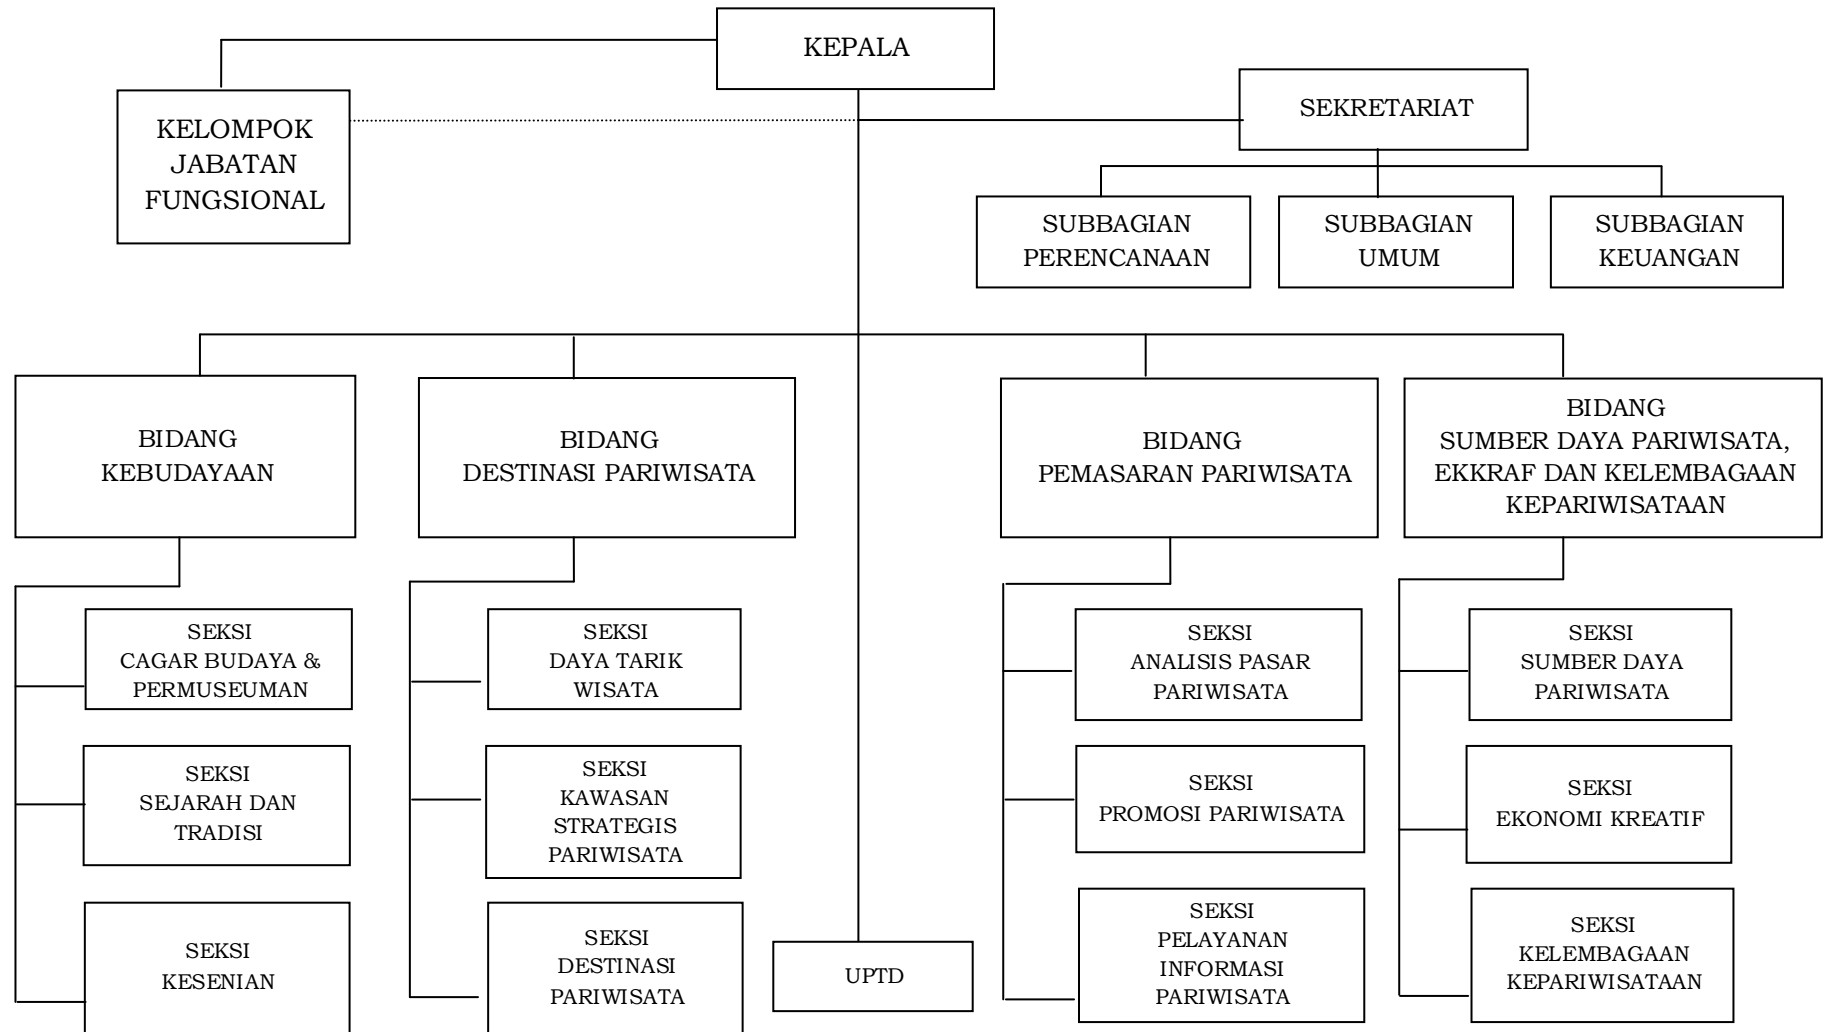 KEPALA
KELOMPOK
JABATAN
FUNGSIONAL
SEKRETARIAT
SUBBAGIAN
PERENCANAAN
SUBBAGIAN
UMUM
SUBBAGIAN
KEUANGAN
BIDANG
KEBUDAYAAN
BIDANG
DESTINASI PARIWISATA
BIDANG
PEMASARAN PARIWISATA
BIDANG
SUMBER DAYA PARIWISATA,
EKKRAF DAN KELEMBAGAAN
KEPARIWISATAAN
SEKSI
CAGAR BUDAYA &
PERMUSEUMAN
SEKSI
SEJARAH DAN
TRADISI
SEKSI
KESENIAN
SEKSI
DAYA TARIK
WISATA
SEKSI
KAWASAN
STRATEGIS
PARIWISATA
SEKSI
DESTINASI
PARIWISATA
UPTD
SEKSI
ANALISIS PASAR
PARIWISATA
SEKSI
PROMOSI PARIWISATA
SEKSI
PELAYANAN
INFORMASI
PARIWISATA
SEKSI
SUMBER DAYA
PARIWISATA
SEKSI
EKONOMI KREATIF
SEKSI
KELEMBAGAAN
KEPARIWISATAAN